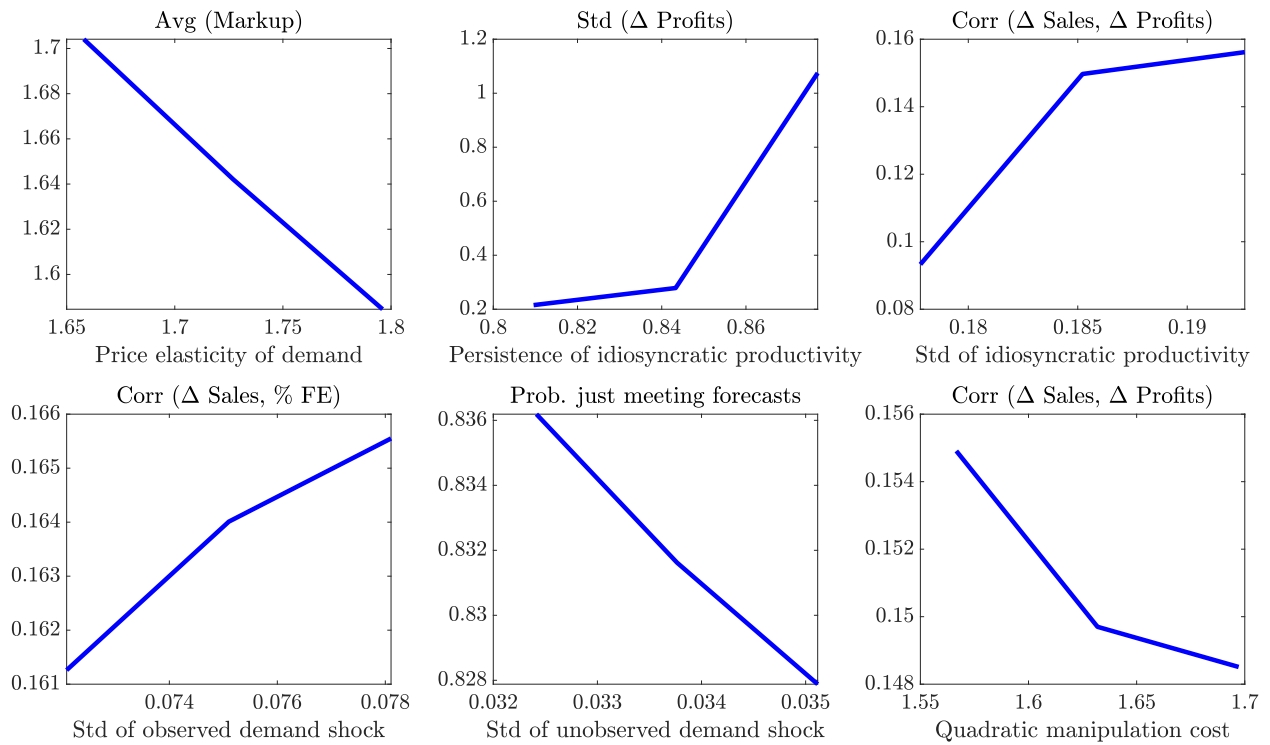 Avg (Markup)
1.7
1.68
1.66
1.64
1.62
1.6
1.65 1.7 1.75 1.8
Price elasticity of demand
Std (Δ Profits)
1.2
1
0.8
0.6
0.4
0.2
0.8 0.82 0.84 0.86
Persistence of idiosyncratic productivity
Corr (Δ Sales, Δ Profits)
0.16
0.14
0.12
0.1
0.08
0.18 0.185 0.19
Std of idiosyncratic productivity
Corr (Δ Sales, % FE)
0.166
0.165
0.164
0.163
0.162
0.161
0.074 0.076 0.078
Std of observed demand shock
Prob. just meeting forecasts
0.836
0.834
0.832
0.83
0.828
0.032 0.033 0.034 0.035
Std of unobserved demand shock
Corr (Δ Sales, Δ Profits)
0.156
0.154
0.152
0.15
0.148
1.55 1.6 1.65 1.7
Quadratic manipulation cost